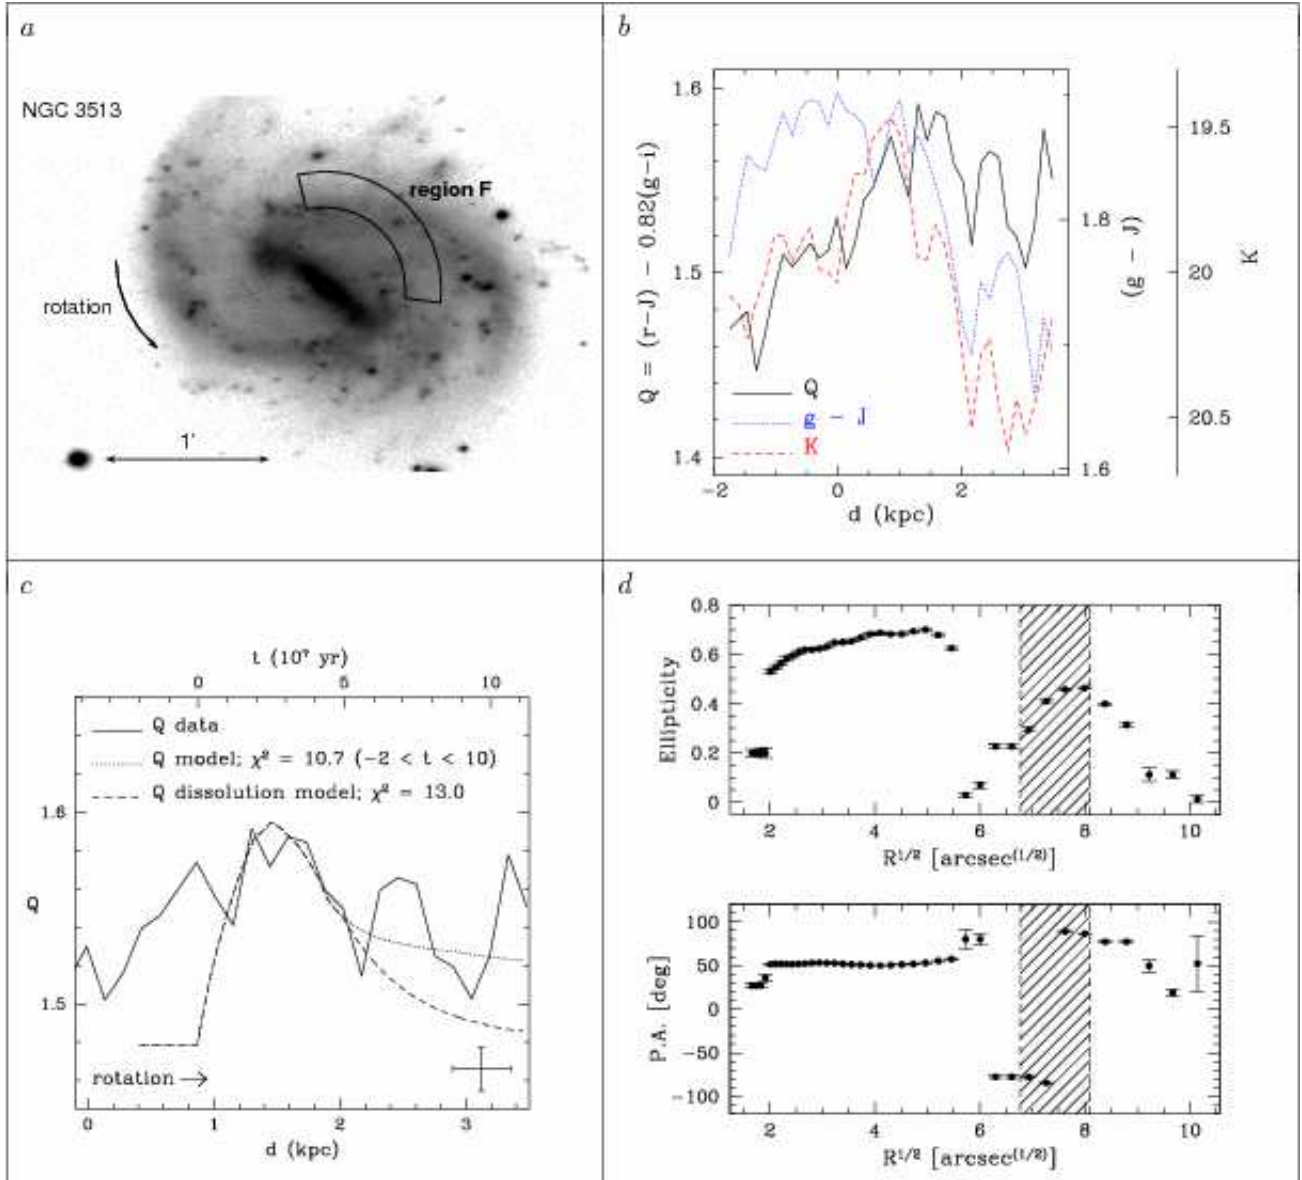 a
NGC 3513
region F
rotation
1'
b
1.6
1.5
1.4
Q = (r-J) - 0.82(g-i)
Q
g - J
K
-2
0
2
d (kpc)
1.8
1.6
(g - J)
19.5
20
20.5
K
c
t (10⁷ yr)
0
5
10
Q data
Q model; χ² = 10.7 (-2 < t < 10)
Q dissolution model; χ² = 13.0
1.6
1.5
Q
rotation →
0
1
2
3
d (kpc)
d
0.8
0.6
0.4
0.2
0
Ellipticity
2
4
6
8
10
R^1/2 [arcsec^(1/2)]
100
50
0
-50
-100
P.A. [deg]
2
4
6
8
10
R^1/2 [arcsec^(1/2)]